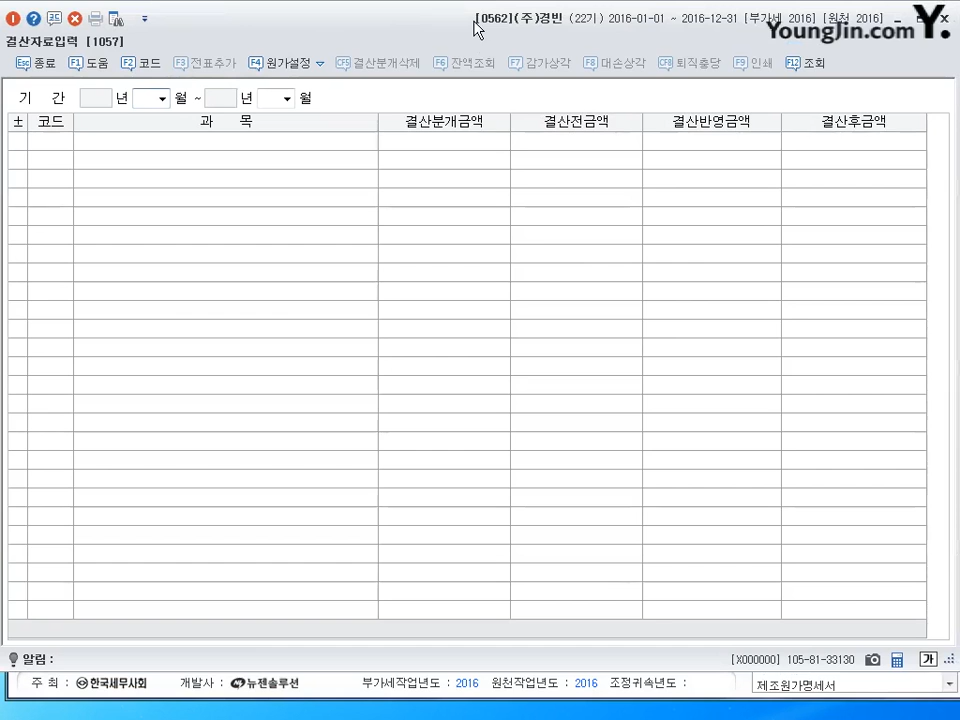 [0562](주)경빈 (22기) 2016-01-01 ~ 2016-12-31 [부가세 2016] [원천 2016]
YoungJin.com Y.
결산자료입력 [1057]
Esc 종료 F1 도움 F2 코드 F3 전표추가 F4 원가설정 CF5 결산분개삭제 F6 잔액조회 F7 감가상각 F8 대손상각 CF8 퇴직충당 F9 인쇄 F12 조회
기 간 년 월 ~ 년 월
± 코드 과 목 결산분개금액 결산전금액 결산반영금액 결산후금액
알림 : [X000000] 105-81-33130 가
주 최 : 한국세무사회 개발사 : 뉴젠솔루션 부가세작업년도 : 2016 원천작업년도 : 2016 조정귀속년도 : 제조원가명세서